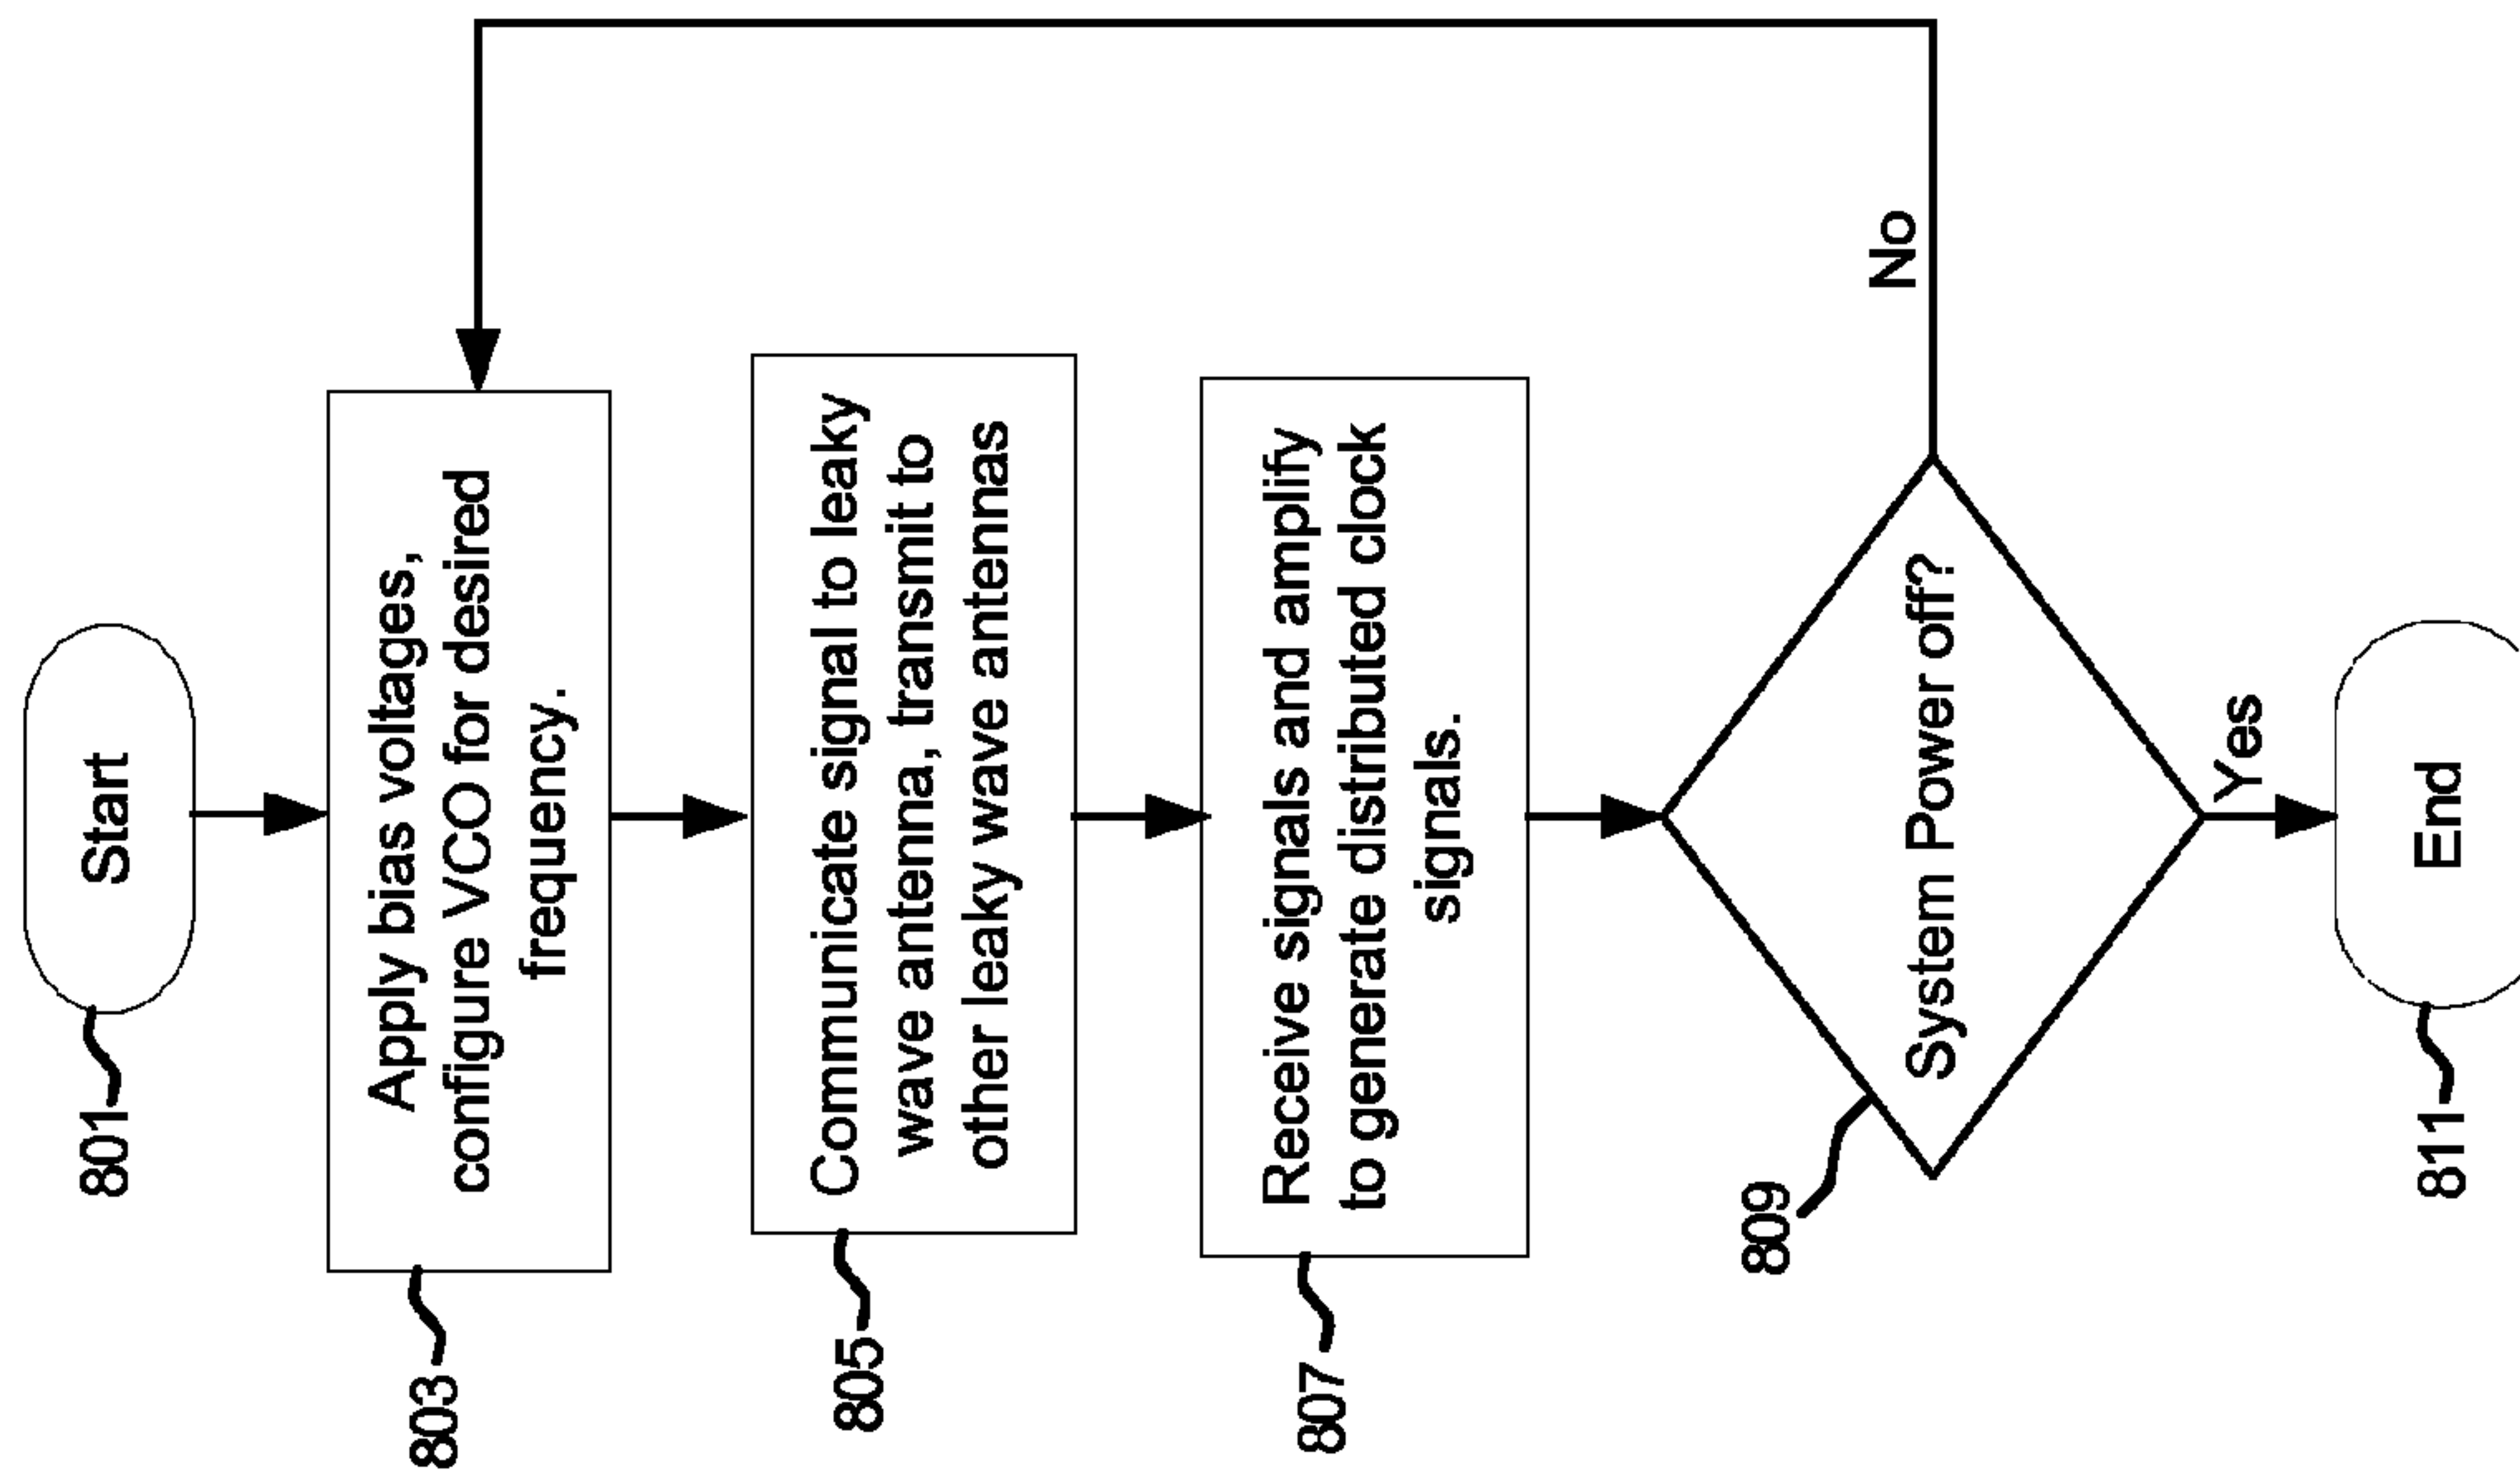 801
Start
803
Apply bias voltages,
configure VCO for desired
frequency.
805
Communicate signal to leaky
wave antenna, transmit to
other leaky wave antennas
807
Receive signals and amplify
to generate distributed clock
signals.
809
System Power off?
No
Yes
811
End